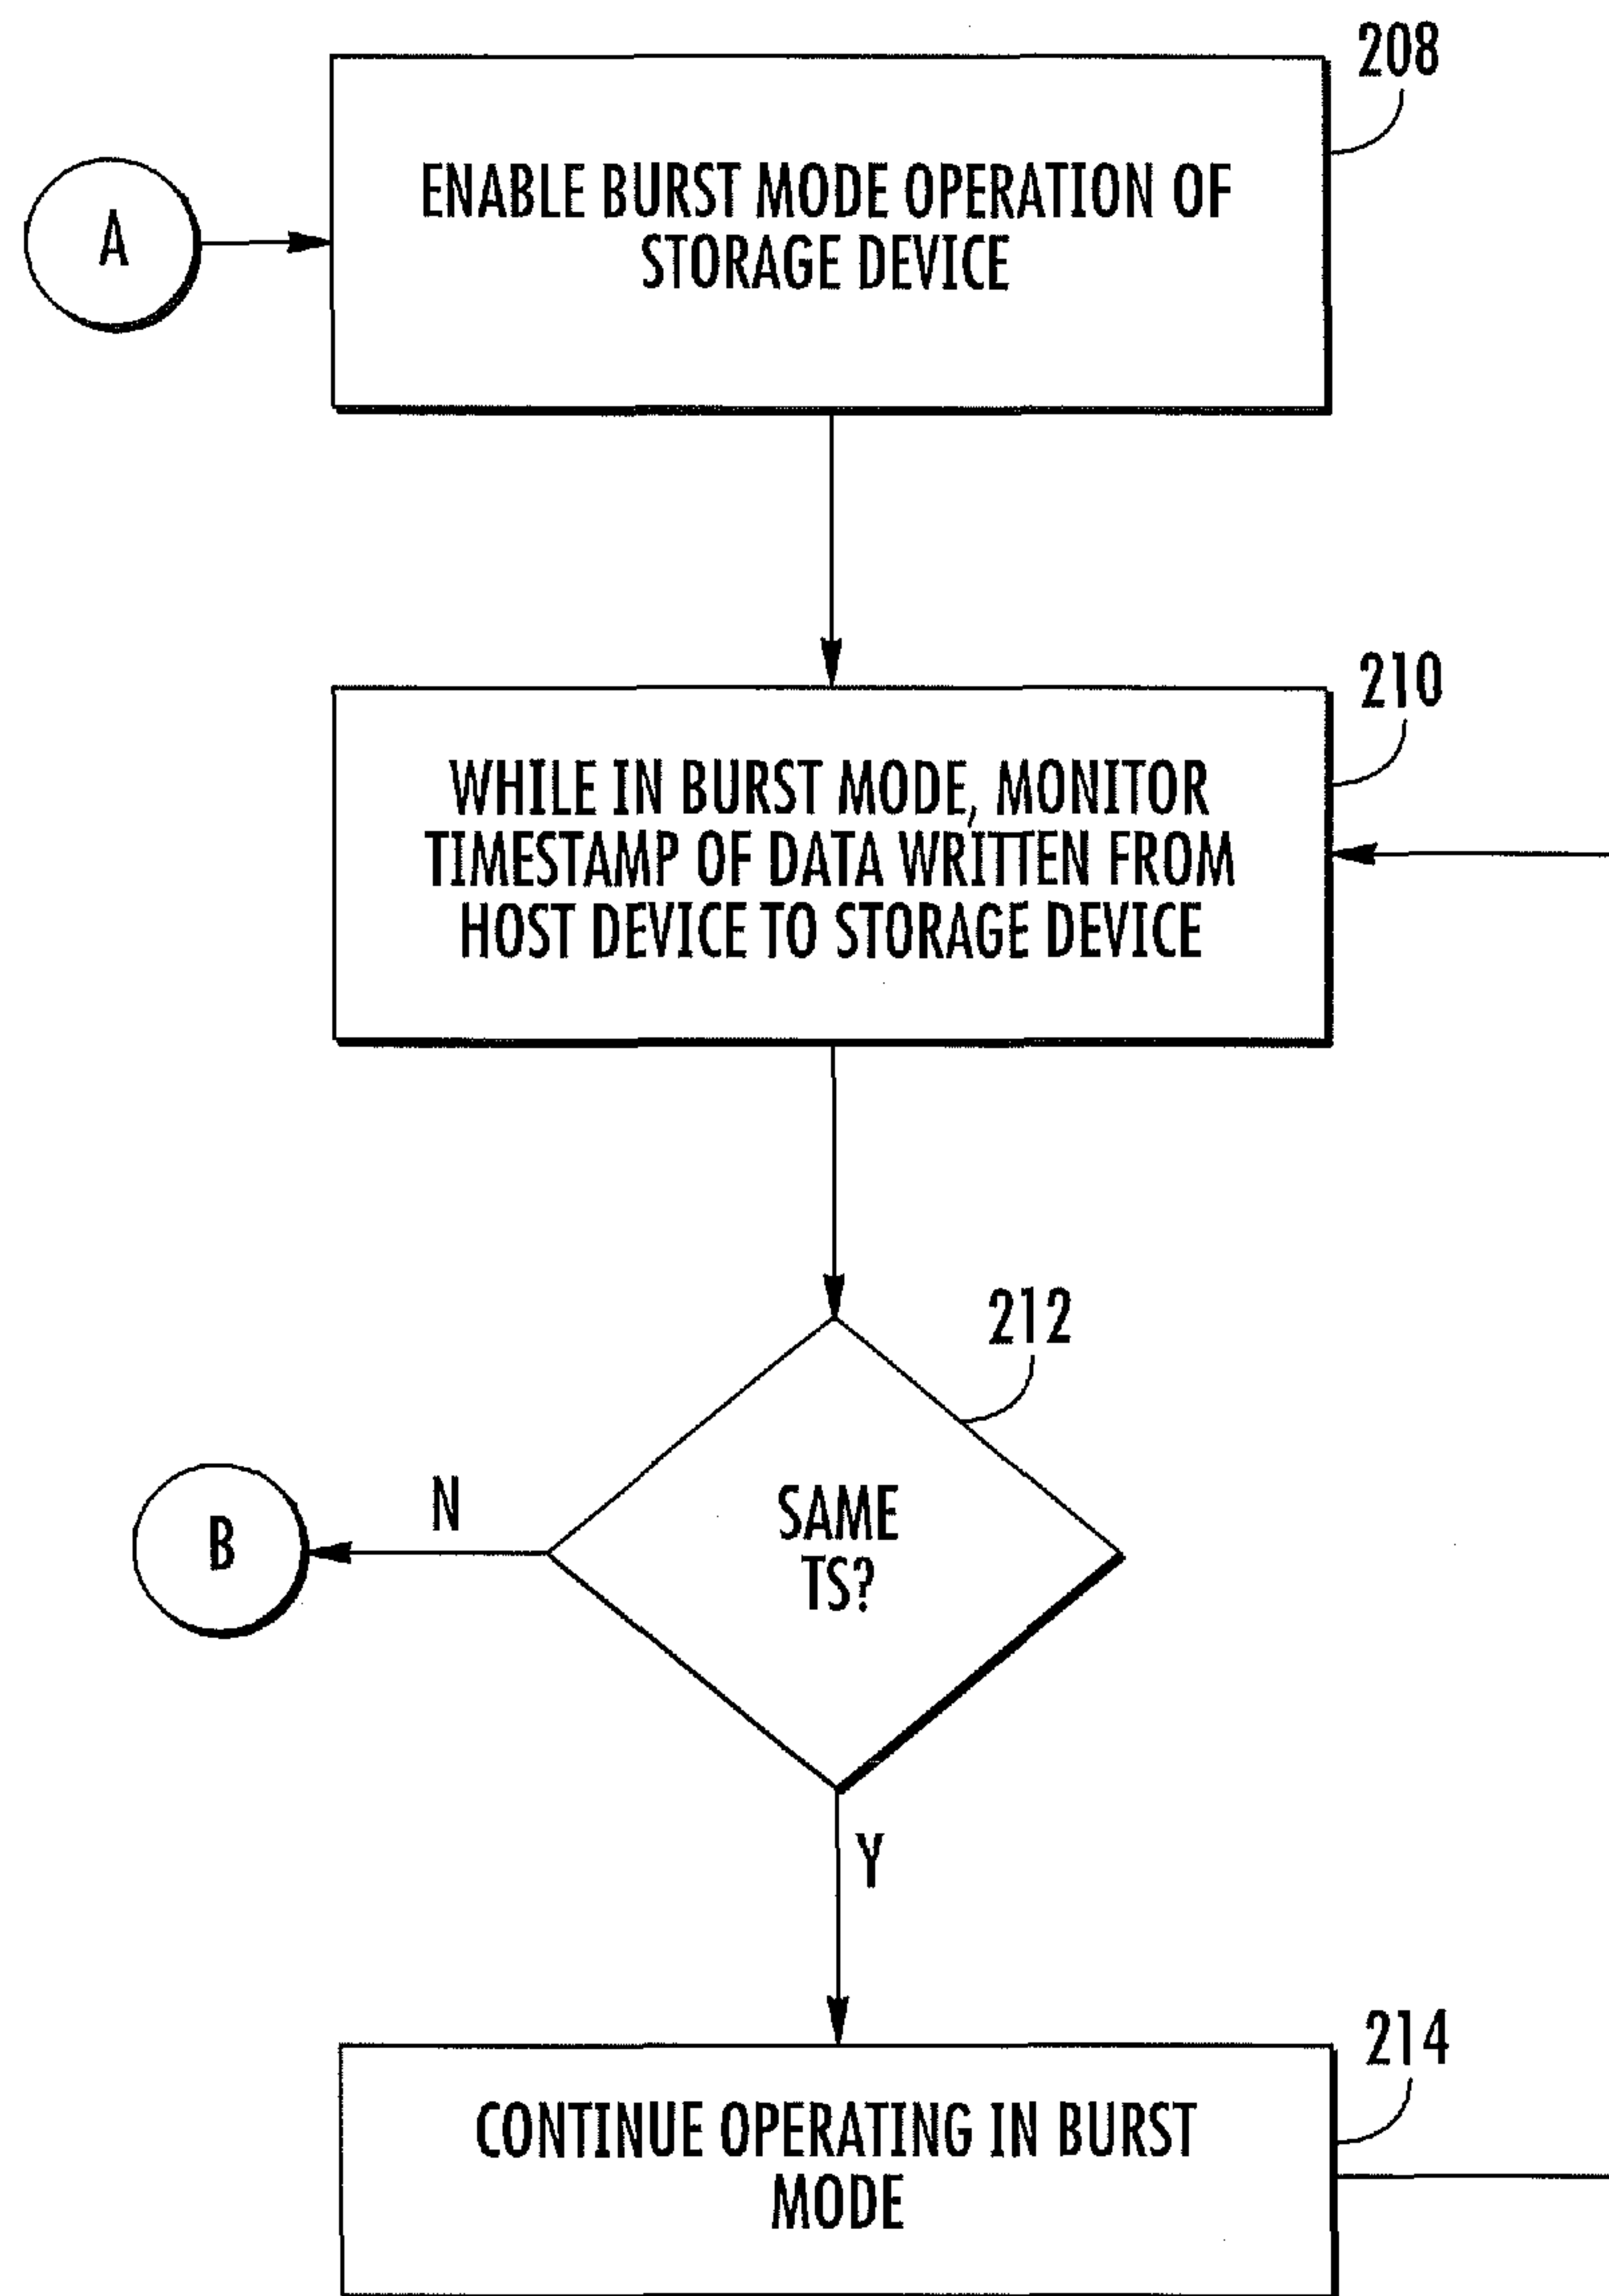 208
A
ENABLE BURST MODE OPERATION OF
STORAGE DEVICE
210
WHILE IN BURST MODE, MONITOR
TIMESTAMP OF DATA WRITTEN FROM
HOST DEVICE TO STORAGE DEVICE
212
SAME
TS?
N
B
Y
214
CONTINUE OPERATING IN BURST
MODE